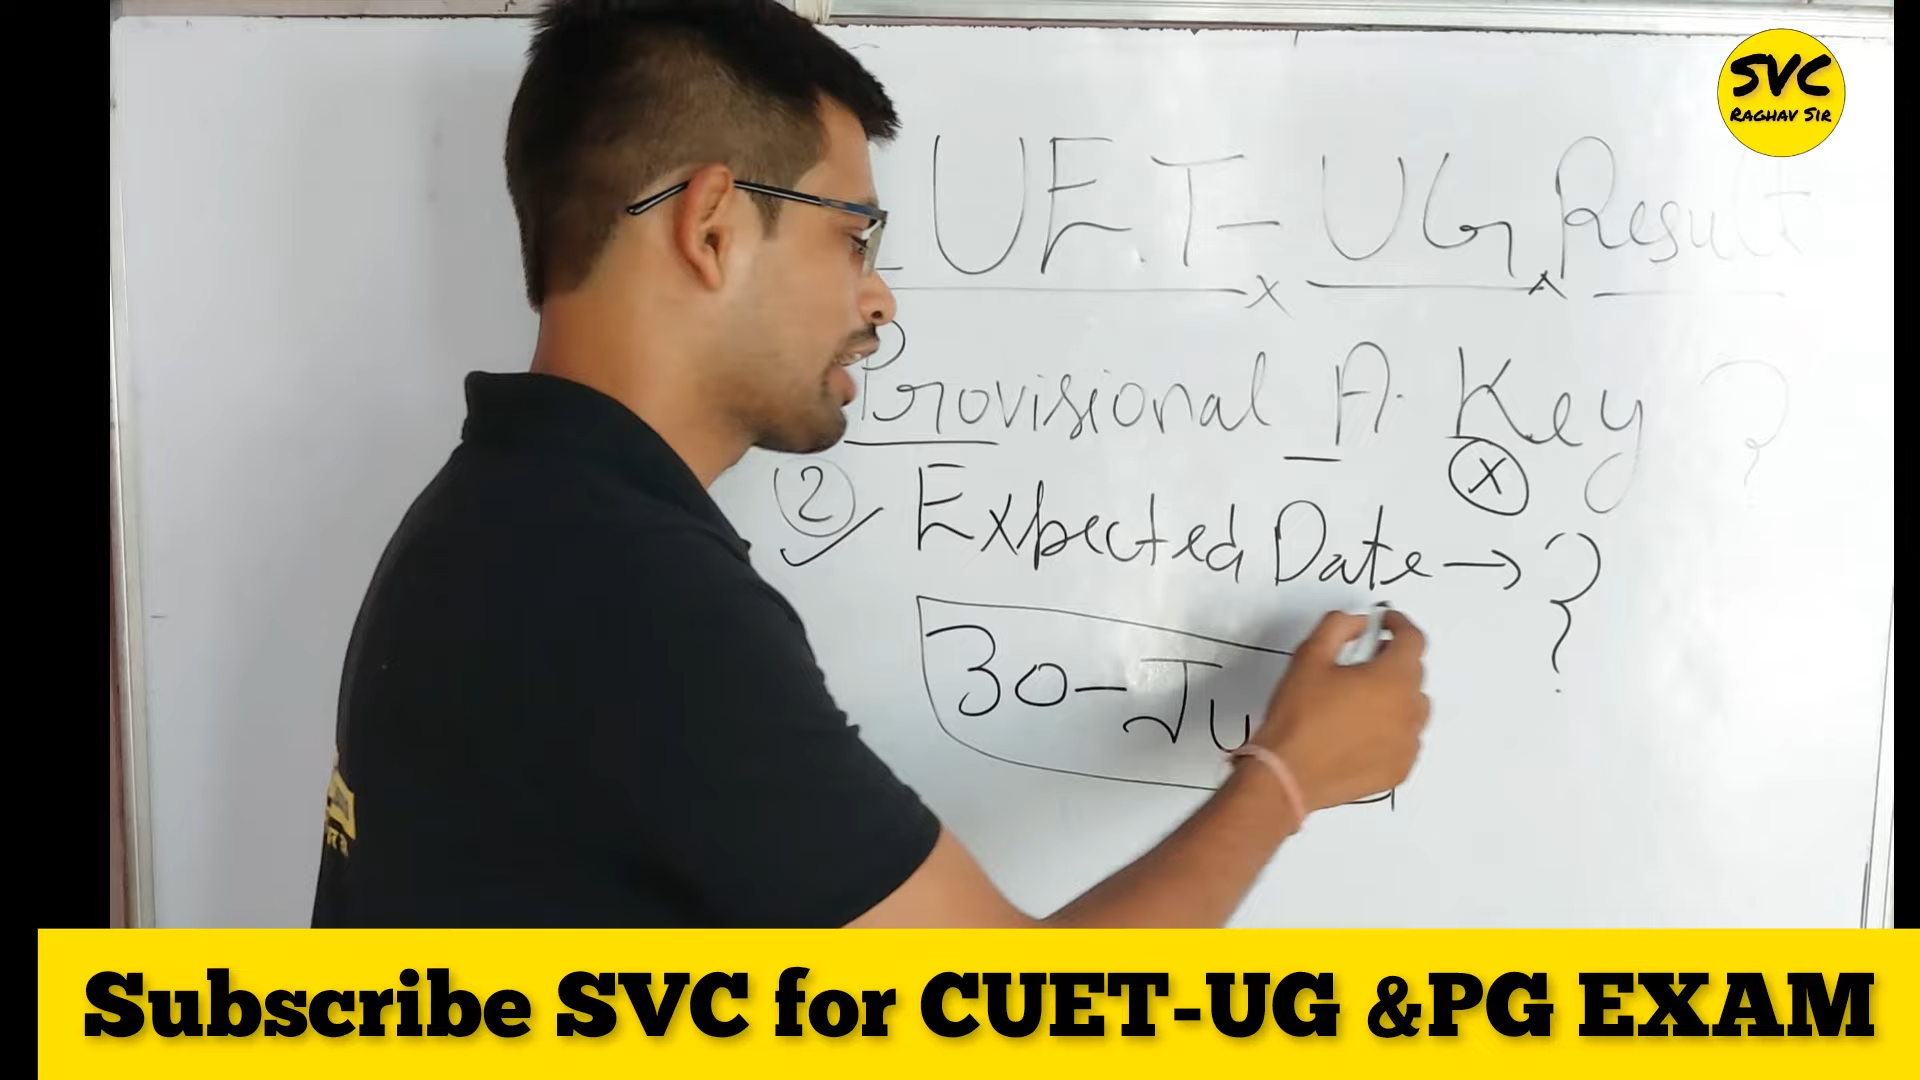 SVC
RAGHAV SIR
UET-UG Result
Provisional A. Key ?
(X)
(2) Expected Date → ?
30-Ju
Subscribe SVC for CUET-UG &PG EXAM